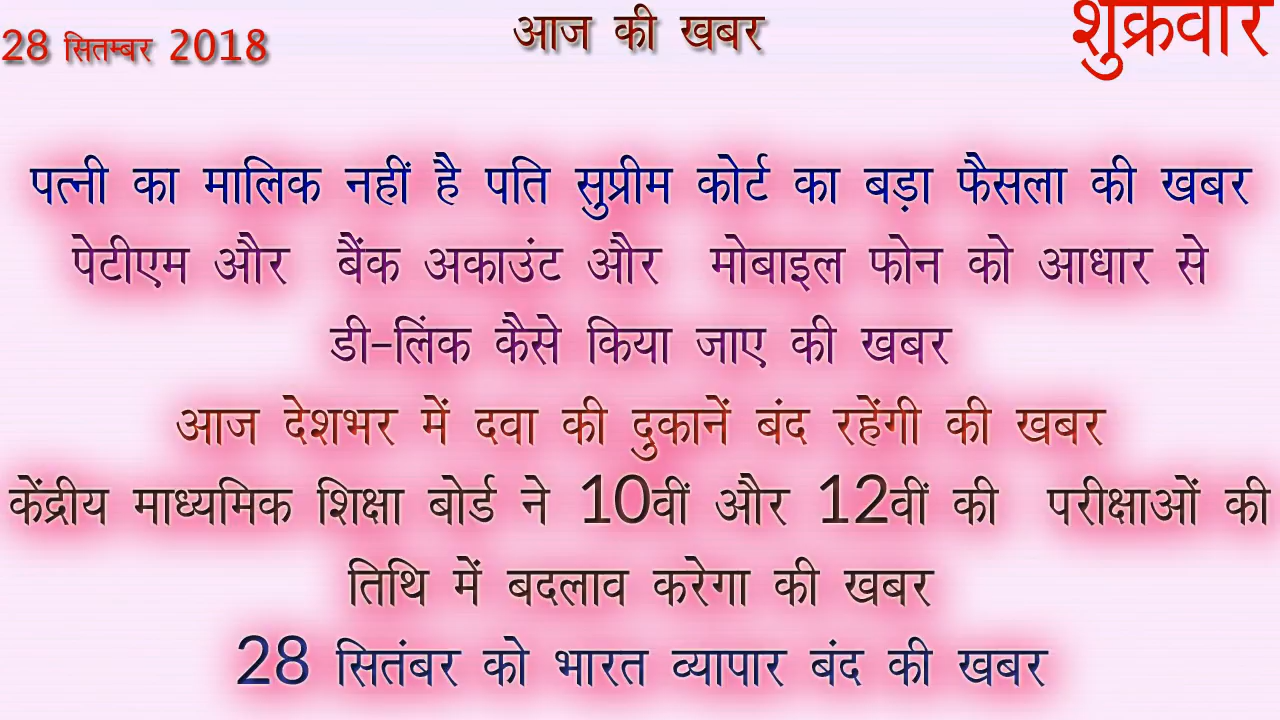 28 सितम्बर 2018
आज की खबर
शुक्रवार
पत्नी का मालिक नहीं है पति सुप्रीम कोर्ट का बड़ा फैसला की खबर
पेटीएम और बैंक अकाउंट और मोबाइल फोन को आधार से
डी-लिंक कैसे किया जाए की खबर
आज देशभर में दवा की दुकानें बंद रहेंगी की खबर
केंद्रीय माध्यमिक शिक्षा बोर्ड ने 10वीं और 12वीं की परीक्षाओं की
तिथि में बदलाव करेगा की खबर
28 सितंबर को भारत व्यापार बंद की खबर